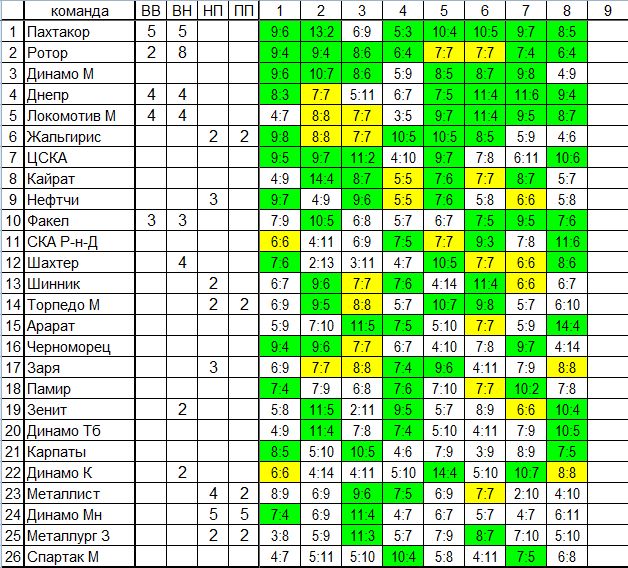 команда ВВ ВН НП ПП 1 2 3 4 5 6 7 8 9
1 Пахтакор 5 5 9:6 13:2 6:9 5:3 10:4 10:5 9:7 8:5
2 Ротор 2 8 9:4 9:4 8:6 6:4 7:7 7:7 7:4 6:4
3 Динамо М 9:6 10:7 8:6 5:9 8:5 8:7 9:8 4:9
4 Днепр 4 4 8:3 7:7 5:11 6:7 7:5 11:4 11:6 9:4
5 Локомотив М 4 4 4:7 8:8 7:7 3:5 9:7 11:4 9:5 8:7
6 Жальгирис 2 2 9:8 8:8 7:7 10:5 10:5 8:5 5:9 4:6
7 ЦСКА 9:5 9:7 11:2 4:10 9:7 7:8 6:11 10:6
8 Кайрат 4:9 14:4 8:7 5:5 7:6 7:7 8:7 5:7
9 Нефтчи 3 9:7 4:9 9:6 5:5 7:6 5:8 6:6 5:8
10 Факел 3 3 7:9 10:5 6:8 5:7 6:7 7:5 9:5 7:6
11 СКА Р-н-Д 6:6 4:11 6:9 7:5 7:7 9:3 7:8 11:6
12 Шахтер 4 7:6 2:13 3:11 4:7 10:5 7:7 6:6 8:6
13 Шинник 2 6:7 9:6 7:7 7:6 4:14 11:4 6:6 6:7
14 Торпедо М 2 2 6:9 9:5 8:8 5:7 10:7 9:8 5:7 6:10
15 Арарат 5:9 7:10 11:5 7:5 5:10 7:7 5:9 14:4
16 Черноморец 9:4 9:6 7:7 6:7 4:10 7:8 9:7 4:14
17 Заря 3 6:9 7:7 8:8 7:4 9:6 4:11 7:9 8:8
18 Памир 7:4 7:9 6:8 7:6 7:10 7:7 10:2 7:8
19 Зенит 2 5:8 11:5 2:11 9:5 5:7 8:9 6:6 10:4
20 Динамо Тб 4:9 11:4 7:8 7:4 5:10 4:11 7:9 10:5
21 Карпаты 8:5 5:10 10:5 4:6 7:9 3:9 8:9 7:5
22 Динамо К 2 6:6 4:14 4:11 5:10 14:4 5:10 10:7 8:8
23 Металлист 4 2 8:9 6:9 9:6 7:5 6:9 7:7 2:10 4:10
24 Динамо Мн 5 5 7:4 6:9 11:4 4:7 6:7 5:7 4:7 6:11
25 Металлург З 2 2 3:8 5:9 11:3 5:7 7:9 8:7 7:10 5:10
26 Спартак М 4:7 5:11 5:10 10:4 5:8 4:11 7:5 6:8